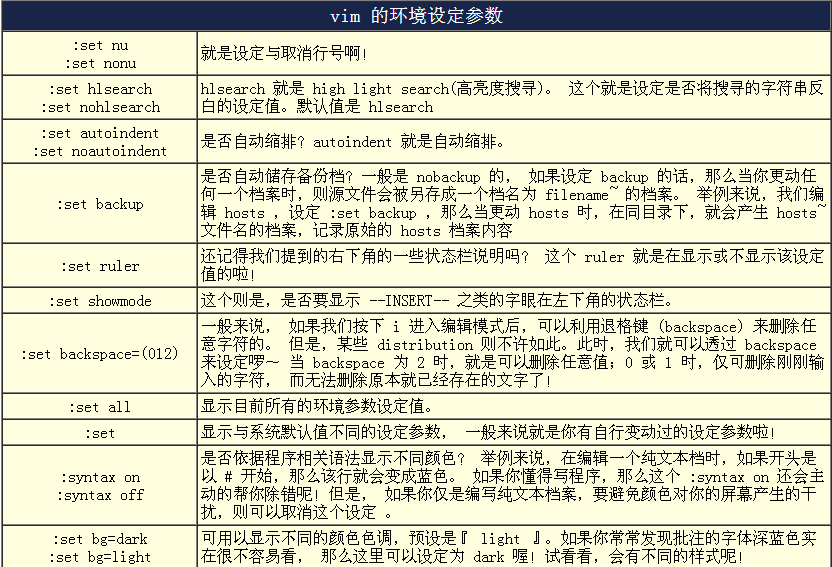 vim 的环境设定参数
:set nu
:set nonu
就是设定与取消行号啊!
:set hlsearch
:set nohlsearch
hlsearch 就是 high light search(高亮度搜寻)。 这个就是设定是否将搜寻的字符串反
白的设定值。默认值是 hlsearch
:set autoindent
:set noautoindent
是否自动缩排? autoindent 就是自动缩排。
:set backup
是否自动储存备份档? 一般是 nobackup 的, 如果设定 backup 的话, 那么当你更动任
何一个档案时, 则源文件会被另存成一个档名为 filename~ 的档案。 举例来说, 我们编
辑 hosts , 设定 :set backup , 那么当更动 hosts 时, 在同目录下, 就会产生 hosts~
文件名的档案, 记录原始的 hosts 档案内容
:set ruler
还记得我们提到的右下角的一些状态栏说明吗? 这个 ruler 就是在显示或不显示该设定
值的啦!
:set showmode
这个则是, 是否要显示 --INSERT-- 之类的字眼在左下角的状态栏。
:set backspace=(012)
一般来说, 如果我们按下 i 进入编辑模式后, 可以利用退格键 (backspace) 来删除任
意字符的。 但是, 某些 distribution 则不许如此。此时, 我们就可以透过 backspace
来设定啰~ 当 backspace 为 2 时, 就是可以删除任意值; 0 或 1 时, 仅可删除刚刚输
入的字符, 而无法删除原本就已经存在的文字了!
:set all
显示目前所有的环境参数设定值。
:set
显示与系统默认值不同的设定参数, 一般来说就是你有自行变动过的设定参数啦!
:syntax on
:syntax off
是否依据程序相关语法显示不同颜色? 举例来说, 在编辑一个纯文本档时, 如果开头是
以 # 开始, 那么该行就会变成蓝色。 如果你懂得写程序, 那么这个 :syntax on 还会主
动的帮你除错呢! 但是, 如果你仅是编写纯文本档案, 要避免颜色对你的屏幕产生的干
扰, 则可以取消这个设定 。
:set bg=dark
:set bg=light
可用以显示不同的颜色色调, 预设是『 light 』。如果你常常发现批注的字体深蓝色实
在很不容易看, 那么这里可以设定为 dark 喔! 试看看, 会有不同的样式呢!